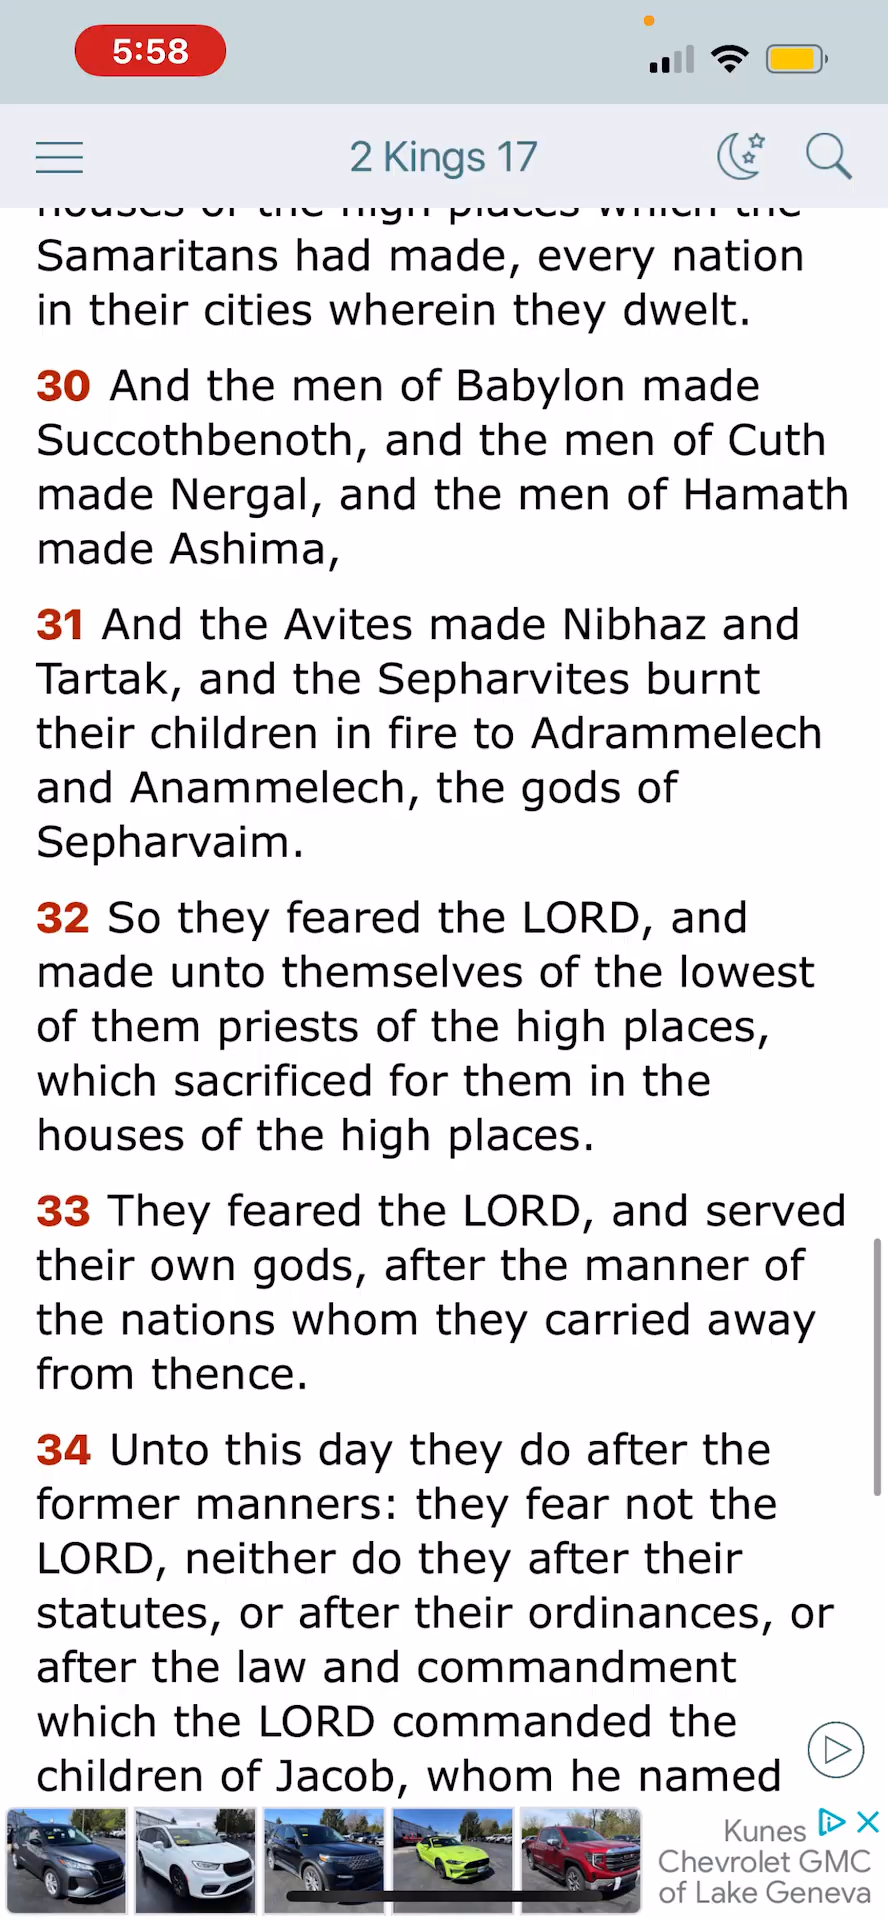 5:58
2 Kings 17
houses of the high places which the
Samaritans had made, every nation
in their cities wherein they dwelt.
30 And the men of Babylon made
Succothbenoth, and the men of Cuth
made Nergal, and the men of Hamath
made Ashima,
31 And the Avites made Nibhaz and
Tartak, and the Sepharvites burnt
their children in fire to Adrammelech
and Anammelech, the gods of
Sepharvaim.
32 So they feared the LORD, and
made unto themselves of the lowest
of them priests of the high places,
which sacrificed for them in the
houses of the high places.
33 They feared the LORD, and served
their own gods, after the manner of
the nations whom they carried away
from thence.
34 Unto this day they do after the
former manners: they fear not the
LORD, neither do they after their
statutes, or after their ordinances, or
after the law and commandment
which the LORD commanded the
children of Jacob, whom he named
Kunes
Chevrolet GMC
of Lake Geneva